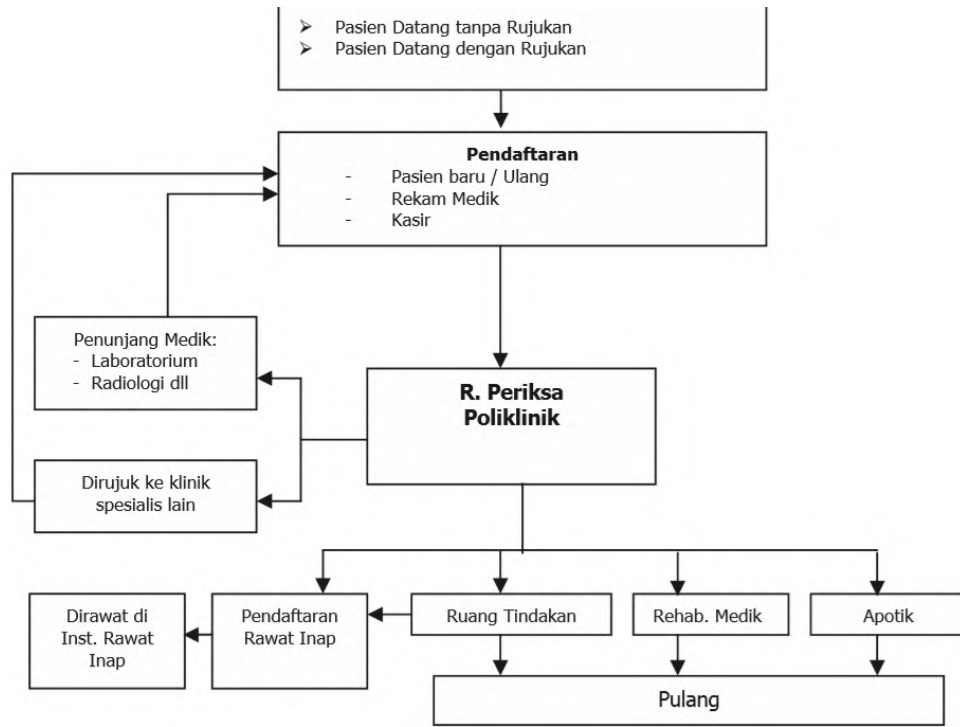 ➢ Pasien Datang tanpa Rujukan
➢ Pasien Datang dengan Rujukan
Pendaftaran
- Pasien baru / Ulang
- Rekam Medik
- Kasir
Penunjang Medik:
- Laboratorium
- Radiologi dll
R. Periksa
Poliklinik
Dirujuk ke klinik
spesialis lain
Dirawat di
Inst. Rawat
Inap
Pendaftaran
Rawat Inap
Ruang Tindakan
Rehab. Medik
Apotik
Pulang